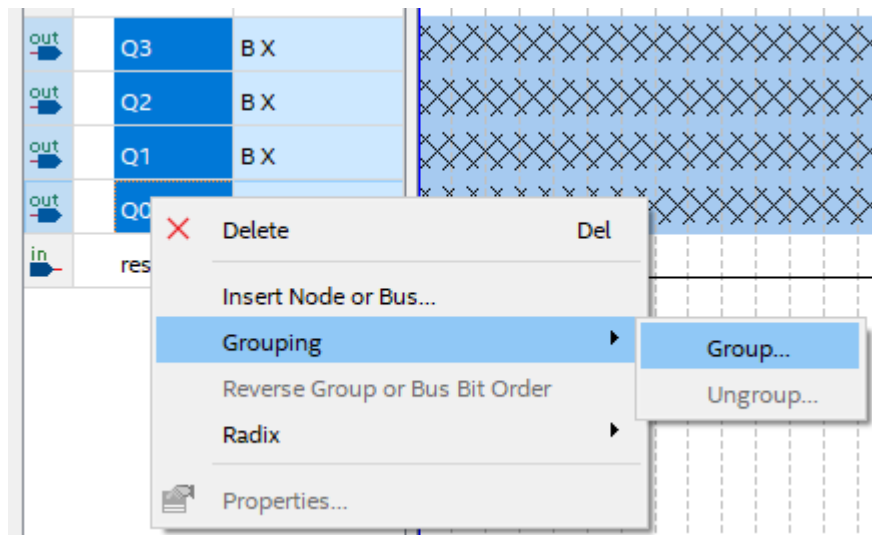 out Q3 B X
out Q2 B X
out Q1 B X
out Q0
in res
Delete Del
Insert Node or Bus...
Grouping
Group...
Reverse Group or Bus Bit Order
Ungroup...
Radix
Properties...